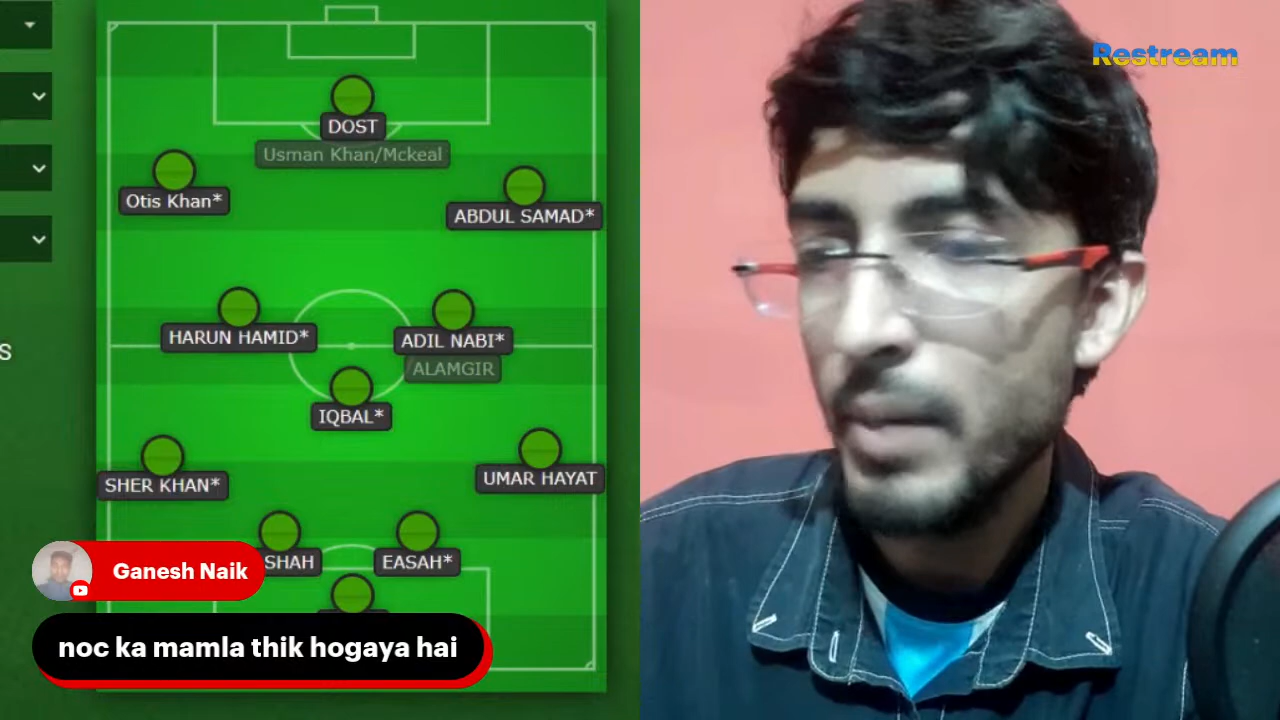 Restream
DOST
Usman Khan/Mckeal
Otis Khan*
ABDUL SAMAD*
HARUN HAMID*
ADIL NABI*
ALAMGIR
IQBAL*
S
SHER KHAN*
UMAR HAYAT
SHAH
EASAH*
Ganesh Naik
noc ka mamla thik hogaya hai